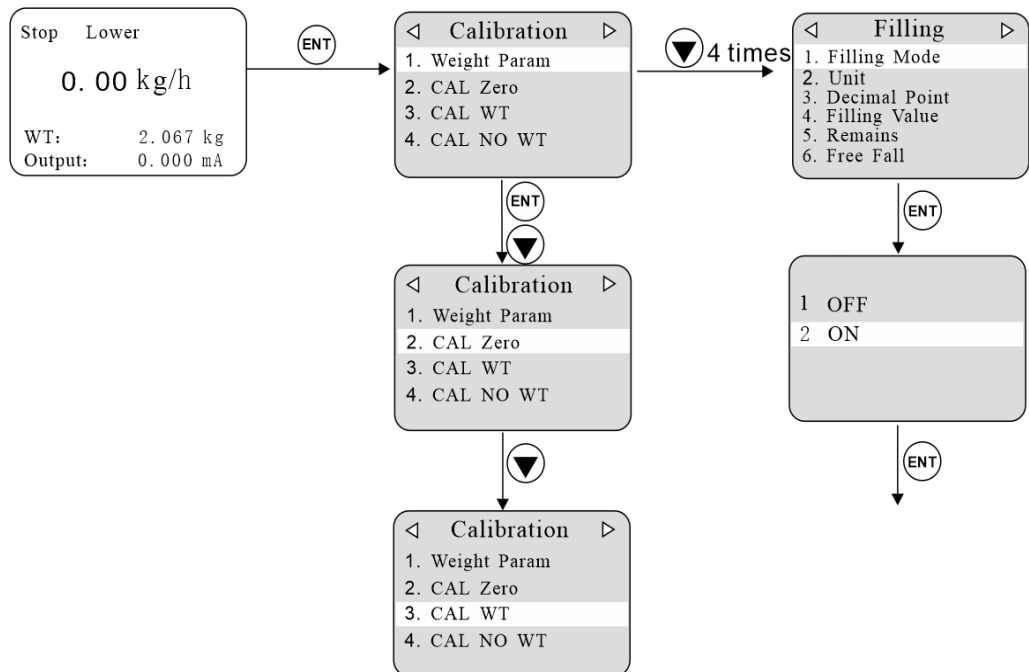 Stop Lower
0.00 kg/h
WT: 2.067 kg
Output: 0.000 mA
ENT
Calibration
1. Weight Param
2. CAL Zero
3. CAL WT
4. CAL NO WT
4 times
Filling
1. Filling Mode
2. Unit
3. Decimal Point
4. Filling Value
5. Remains
6. Free Fall
ENT
Calibration
1. Weight Param
2. CAL Zero
3. CAL WT
4. CAL NO WT
ENT
1 OFF
2 ON
ENT
Calibration
1. Weight Param
2. CAL Zero
3. CAL WT
4. CAL NO WT